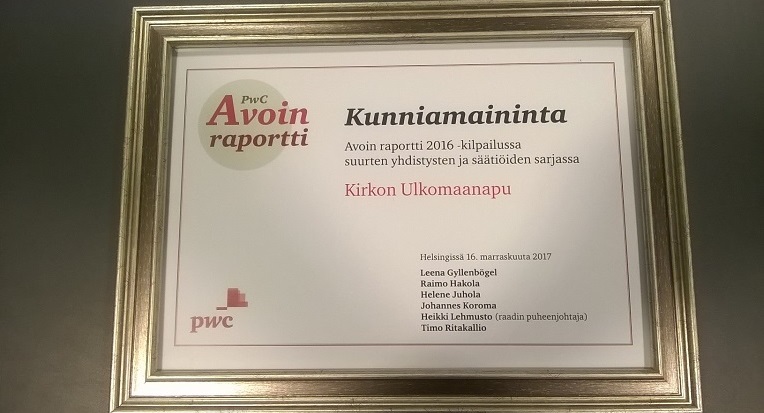 PwC
Avoin
raportti
Kunniamaininta
Avoin raportti 2016 -kilpailussa
suurten yhdistysten ja säätiöiden sarjassa
Kirkon Ulkomaanapu
Helsingissä 16. marraskuuta 2017
Leena Gyllenbögel
Raimo Hakola
Helene Juhola
Johannes Koroma
Heikki Lehmusto (raadin puheenjohtaja)
Timo Ritakallio
pwc